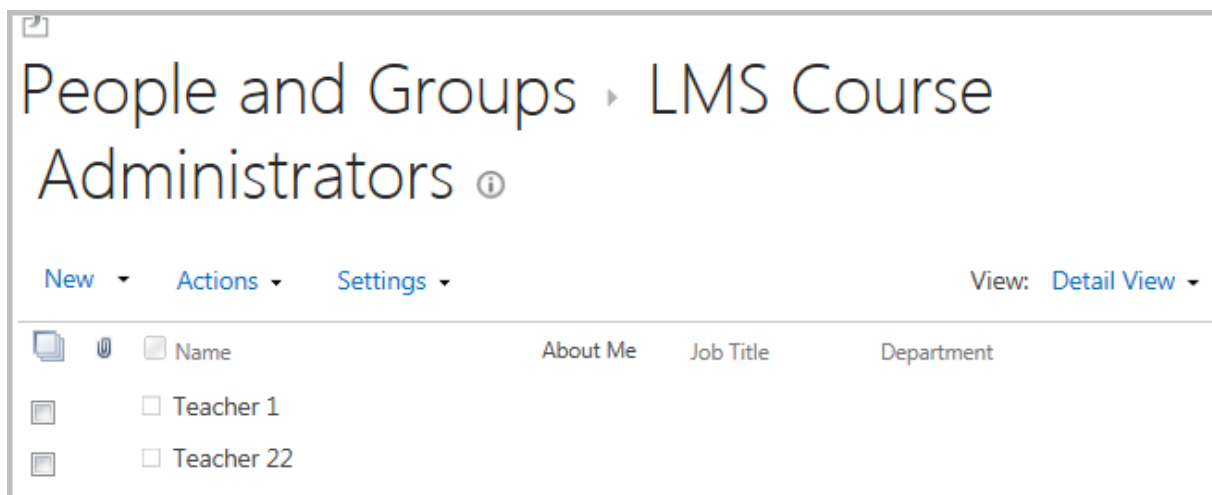 People and Groups ▸ LMS Course
Administrators
New Actions Settings View: Detail View
Name About Me Job Title Department
Teacher 1
Teacher 22